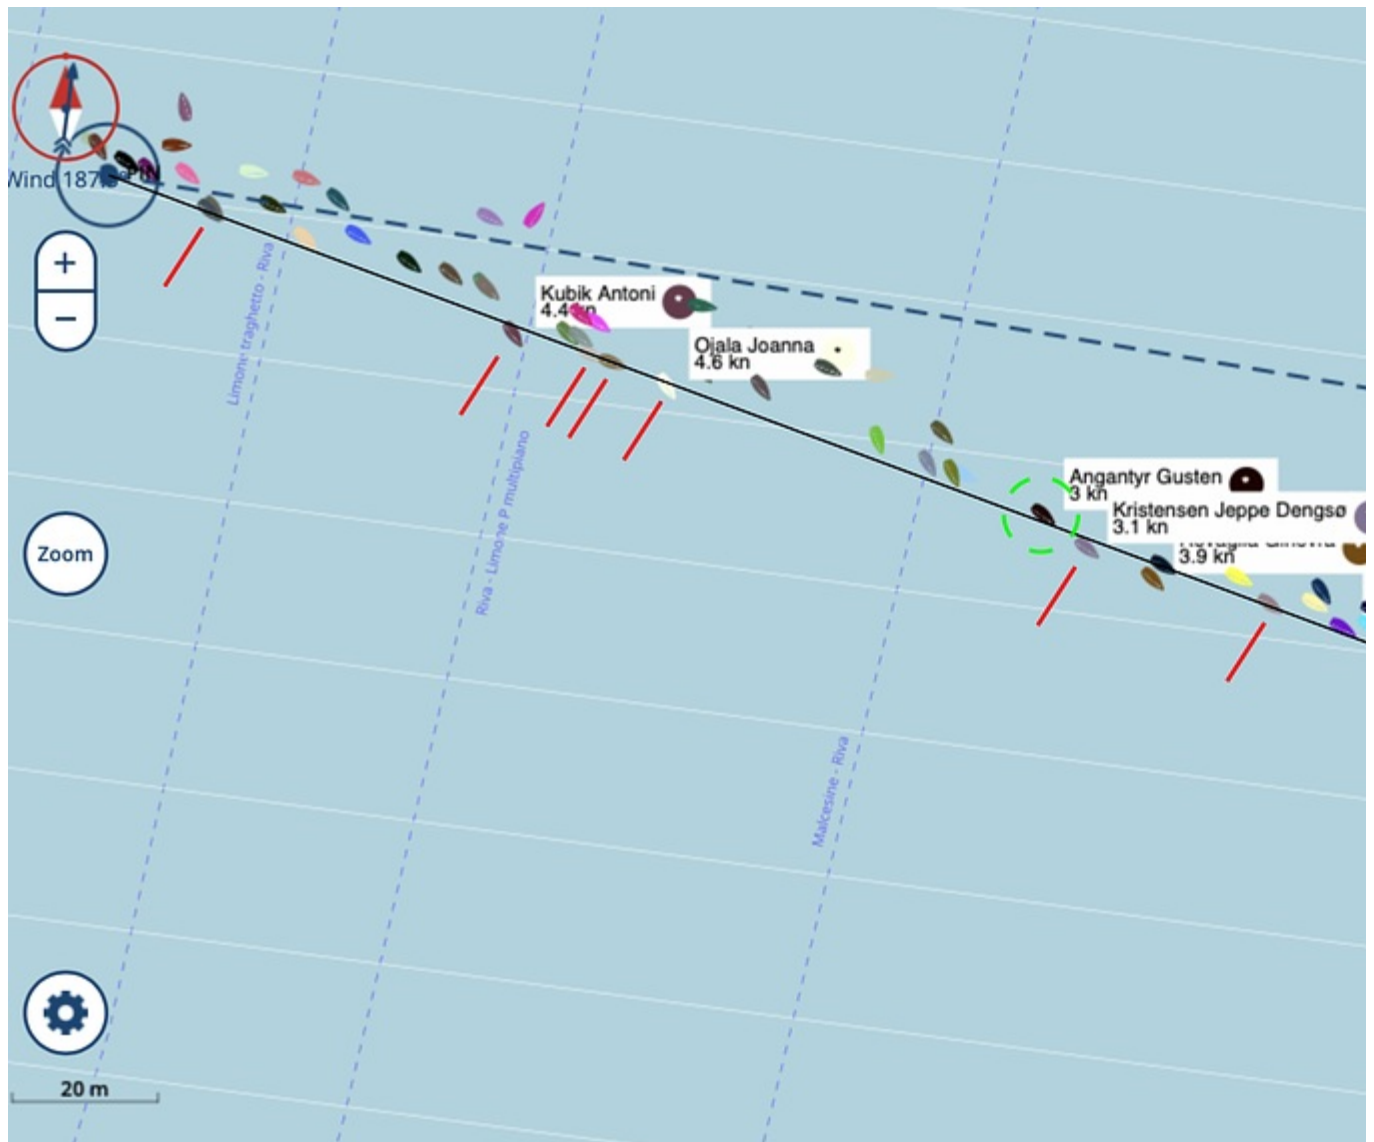 PIN
Wind 187.
Limone traghetto - Riva
Kubik Antoni
4.4 kn
Ojala Joanna
4.6 kn
Riva - Limone P multipiano
Angantyr Gusten
3 kn
Kristensen Jeppe Dengsø
3.1 kn
3.9 kn
Zoom
Malcesine - Riva
20 m